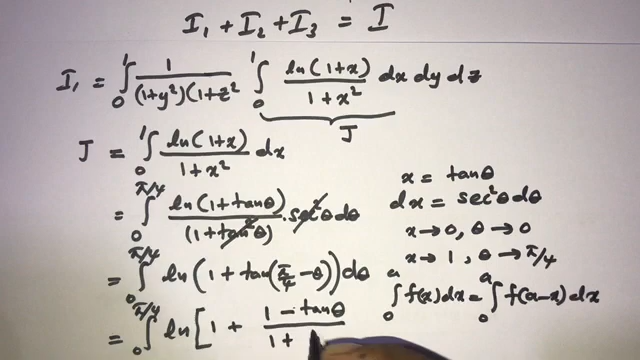 I₁ + I₂ + I₃ = I
I₁ = ∫₀¹ 1/((1+y²)(1+z²) ∫₀¹ ln(1+x)/(1+x²) dx dy dz
J
J = ∫₀¹ ln(1+x)/(1+x²) dx
= ∫₀^{π/4} ln(1+tanθ)/(1+tan²θ) . sec²θ dθ
= ∫₀^{π/4} ln(1 + tan(π/4 − θ)) dθ
= ∫₀^{π/4} ln[1 + (1 − tanθ)/(1 +
x = tanθ
dx = sec²θ dθ
x → 0, θ → 0
x → 1, θ → π/4
∫₀^a f(x) dx = ∫₀^a f(a−x) dx